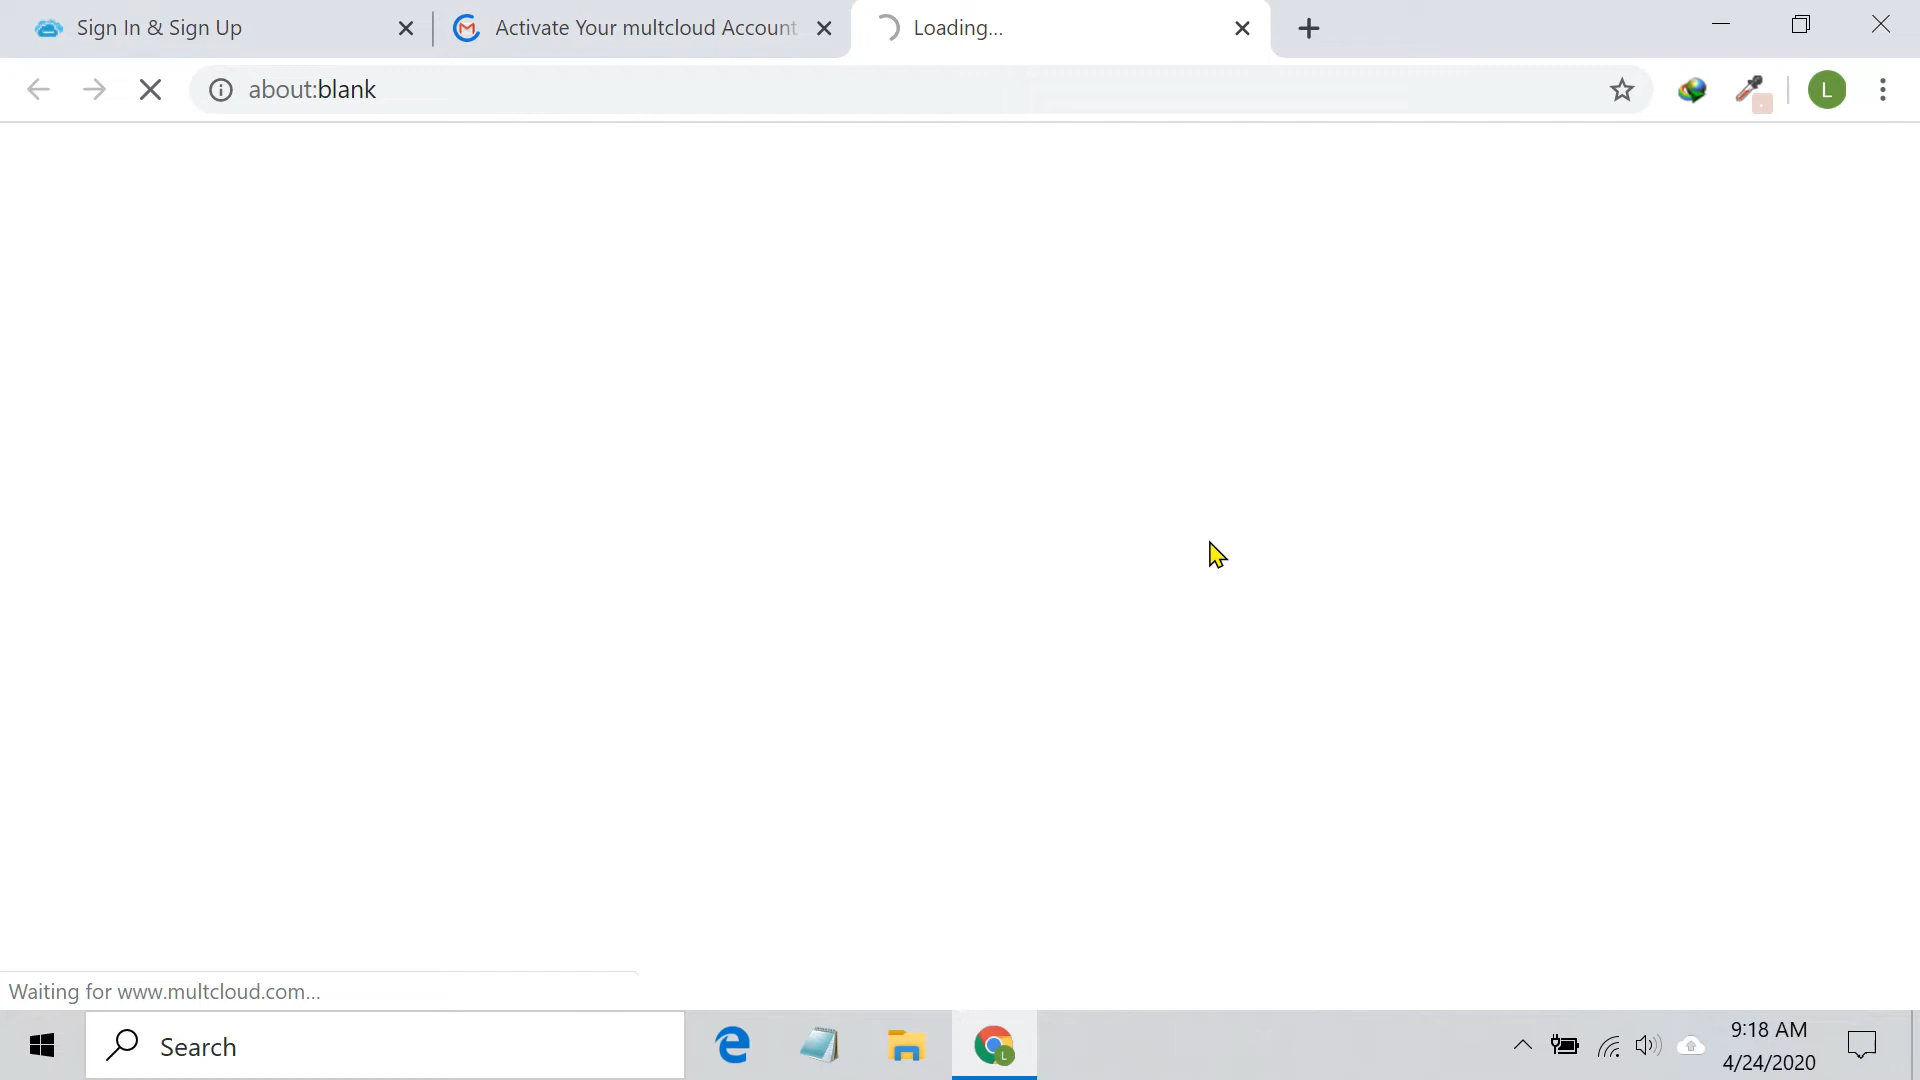 Sign In & Sign Up
Activate Your multcloud Account
Loading...
about:blank
L
Waiting for www.multcloud.com...
Search
L
9:18 AM
4/24/2020